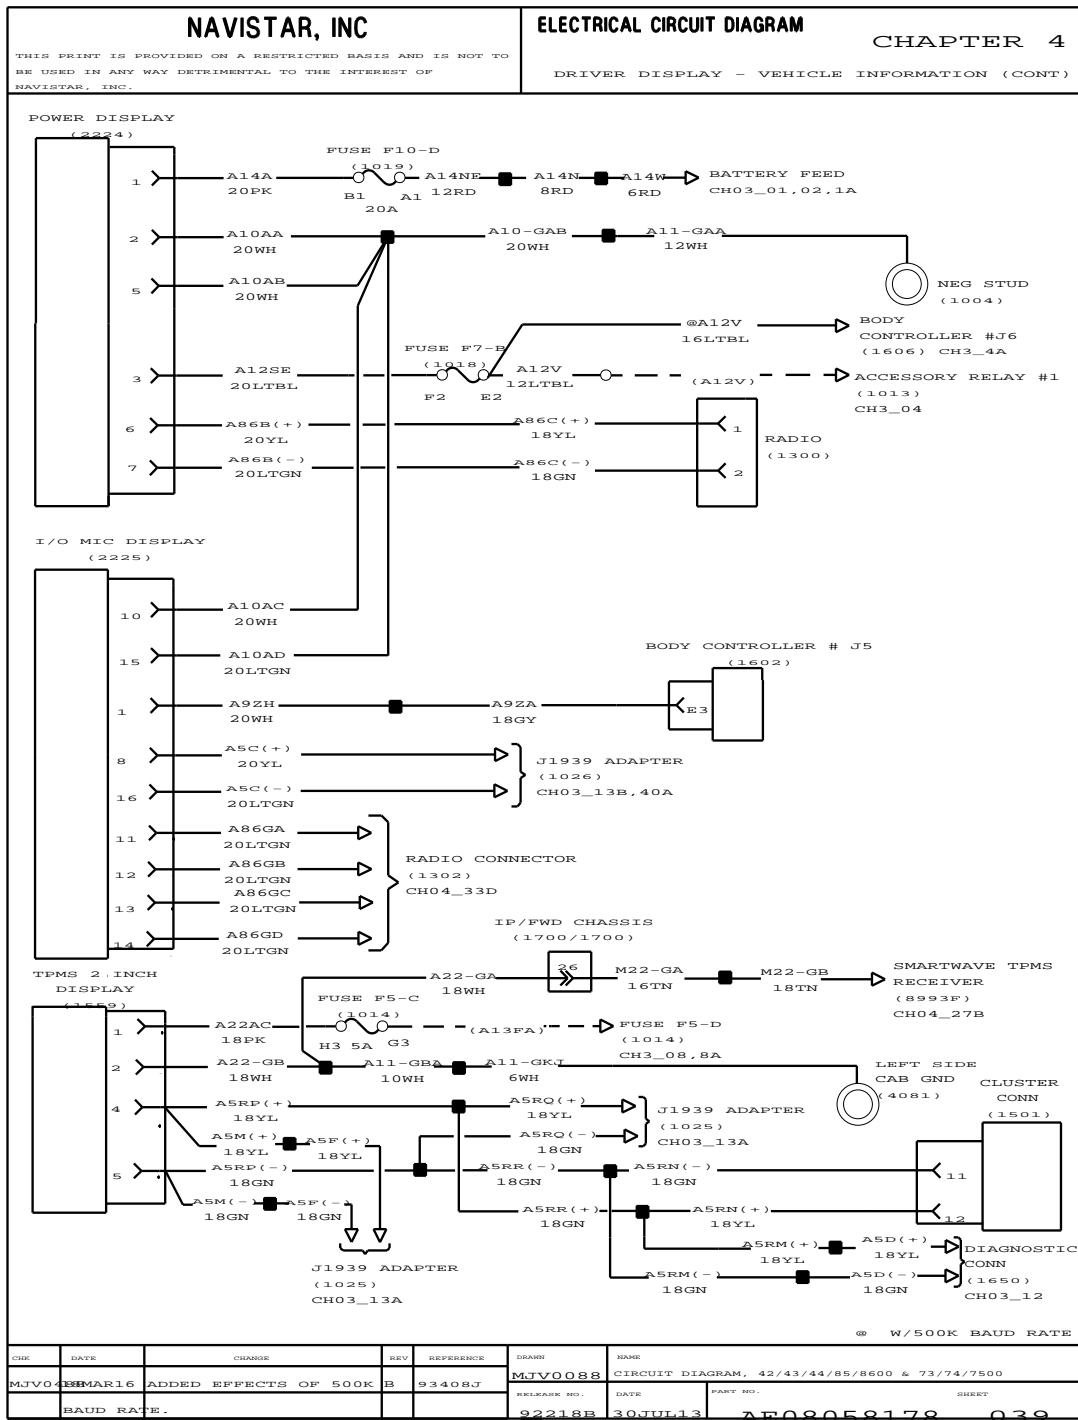 NAVISTAR, INC
THIS PRINT IS PROVIDED ON A RESTRICTED BASIS AND IS NOT TO
BE USED IN ANY WAY DETRIMENTAL TO THE INTEREST OF
NAVISTAR, INC.
ELECTRICAL CIRCUIT DIAGRAM
CHAPTER 4
DRIVER DISPLAY - VEHICLE INFORMATION (CONT)
POWER DISPLAY
(2224)
FUSE F10-D
(1019)
1
A14A
20PK
B1
A1
20A
A14NF
12RD
A14N
8RD
A14W
6RD
BATTERY FEED
CH03_01,02,1A
2
A10AA
20WH
A10-GAB
20WH
A11-GAA
12WH
5
A10AB
20WH
NEG STUD
(1004)
@A12V
16LTBL
BODY
CONTROLLER #J6
(1606) CH3_4A
FUSE F7-B
(1018)
3
A12SE
20LTBL
F2
E2
A12V
12LTBL
(A12V)
ACCESSORY RELAY #1
(1013)
CH3_04
6
A86B(+)
20YL
A86C(+)
18YL
1
RADIO
(1300)
7
A86B(-)
20LTGN
A86C(-)
18GN
2
I/O MIC DISPLAY
(2225)
10
A10AC
20WH
15
A10AD
20LTGN
BODY CONTROLLER # J5
(1602)
1
A9ZH
20WH
A9ZA
18GY
E3
8
A5C(+)
20YL
J1939 ADAPTER
(1026)
CH03_13B,40A
16
A5C(-)
20LTGN
11
A86GA
20LTGN
12
A86GB
20LTGN
RADIO CONNECTOR
(1302)
CH04_33D
13
A86GC
20LTGN
14
A86GD
20LTGN
IP/FWD CHASSIS
(1700/1700)
TPMS 2 INCH
DISPLAY
(1559)
A22-GA
18WH
26
M22-GA
16TN
M22-GB
18TN
SMARTWAVE TPMS
RECEIVER
(8993F)
CH04_27B
FUSE F5-C
(1014)
1
A22AC
18PK
H3 5A
G3
(A13FA)
FUSE F5-D
(1014)
CH3_08,8A
2
A22-GB
18WH
A11-GBA
10WH
A11-GKJ
6WH
LEFT SIDE
CAB GND
(4081)
CLUSTER
CONN
(1501)
4
A5RP(+)
18YL
A5RQ(+)
18YL
J1939 ADAPTER
(1025)
CH03_13A
A5M(+)
18YL
A5F(+)
18YL
A5RQ(-)
18GN
5
A5RP(-)
18GN
A5RR(-)
18GN
A5RN(-)
18GN
11
A5M(-)
18GN
A5F(-)
18GN
A5RR(+)
18GN
A5RN(+)
18YL
12
A5RM(+)
18YL
A5D(+)
18YL
DIAGNOSTIC
CONN
(1650)
CH03_12
A5RM(-)
18GN
A5D(-)
18GN
J1939 ADAPTER
(1025)
CH03_13A
@ W/500K BAUD RATE
CHK DATE CHANGE REV REFERENCE
ADDED EFFECTS OF 500K B 93408J
BAUD RATE.
DRAWN
MJV0088
NAME
CIRCUIT DIAGRAM, 42/43/44/85/8600 & 73/74/7500
RELEASE NO.
92218B
DATE
30JUL13
PART NO.
AF08058178
SHEET
039